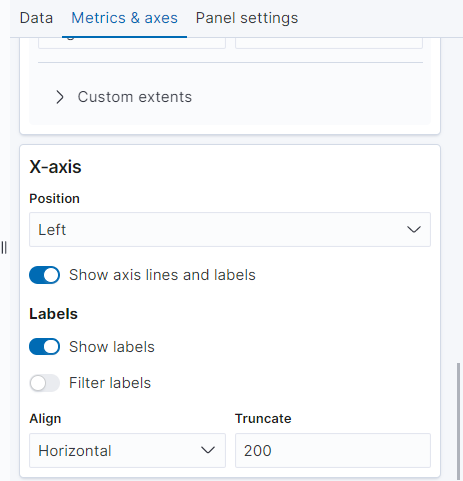 Data Metrics & axes Panel settings
Custom extents
X-axis
Position
Left
Show axis lines and labels
Labels
Show labels
Filter labels
Align Truncate
Horizontal 200